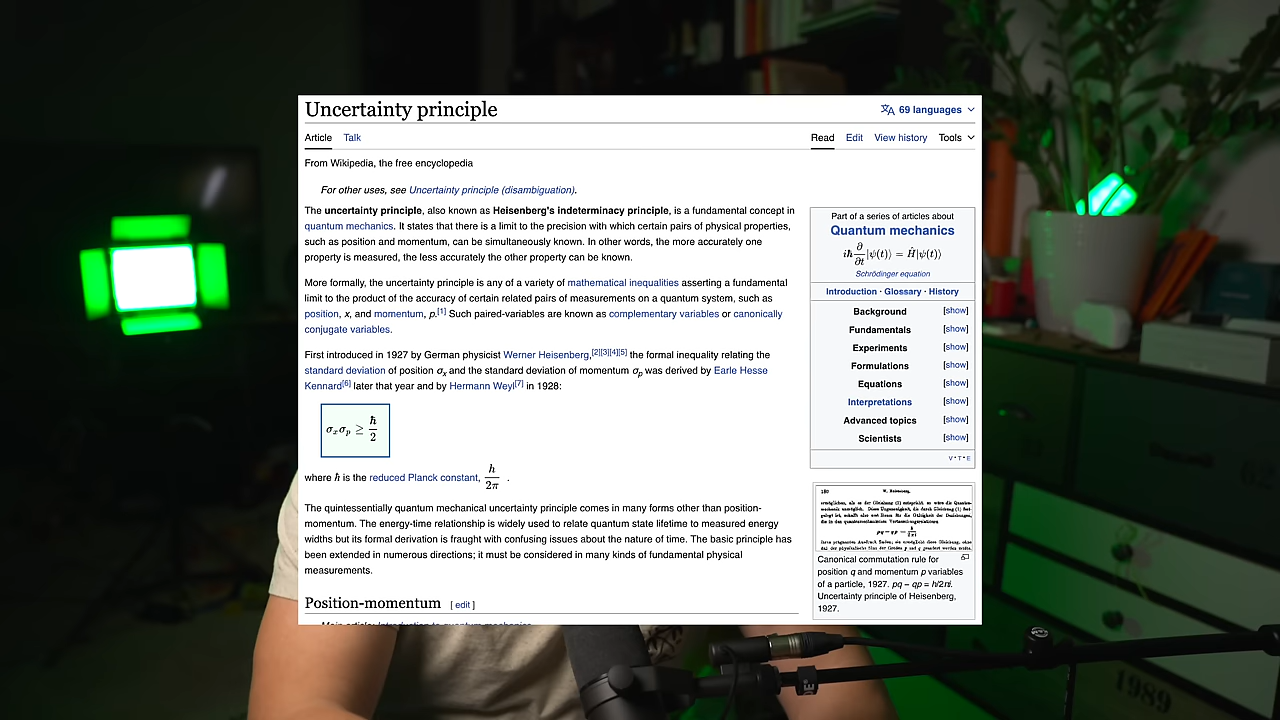 Uncertainty principle
69 languages
Article Talk
Read Edit View history Tools
From Wikipedia, the free encyclopedia
For other uses, see Uncertainty principle (disambiguation).
The uncertainty principle, also known as Heisenberg's indeterminacy principle, is a fundamental concept in
quantum mechanics. It states that there is a limit to the precision with which certain pairs of physical properties,
such as position and momentum, can be simultaneously known. In other words, the more accurately one
property is measured, the less accurately the other property can be known.
More formally, the uncertainty principle is any of a variety of mathematical inequalities asserting a fundamental
limit to the product of the accuracy of certain related pairs of measurements on a quantum system, such as
position, x, and momentum, p.[1] Such paired-variables are known as complementary variables or canonically
conjugate variables.
First introduced in 1927 by German physicist Werner Heisenberg,[2][3][4][5] the formal inequality relating the
standard deviation of position σx and the standard deviation of momentum σp was derived by Earle Hesse
Kennard[6] later that year and by Hermann Weyl[7] in 1928:
σxσp ≥ ħ/2
where ħ is the reduced Planck constant, h/2π .
The quintessentially quantum mechanical uncertainty principle comes in many forms other than position-
momentum. The energy-time relationship is widely used to relate quantum state lifetime to measured energy
widths but its formal derivation is fraught with confusing issues about the nature of time. The basic principle has
been extended in numerous directions; it must be considered in many kinds of fundamental physical
measurements.
Position-momentum [ edit ]
Main article: Introduction to quantum mechanics
Part of a series of articles about
Quantum mechanics
iħ ∂/∂t |ψ(t)⟩ = Ĥ|ψ(t)⟩
Schrödinger equation
Introduction · Glossary · History
Background [show]
Fundamentals [show]
Experiments [show]
Formulations [show]
Equations [show]
Interpretations [show]
Advanced topics [show]
Scientists [show]
V·T·E
180 W. Heisenberg,
Canonical commutation rule for
position q and momentum p variables
of a particle, 1927. pq − qp = h/2πi.
Uncertainty principle of Heisenberg,
1927.
1989